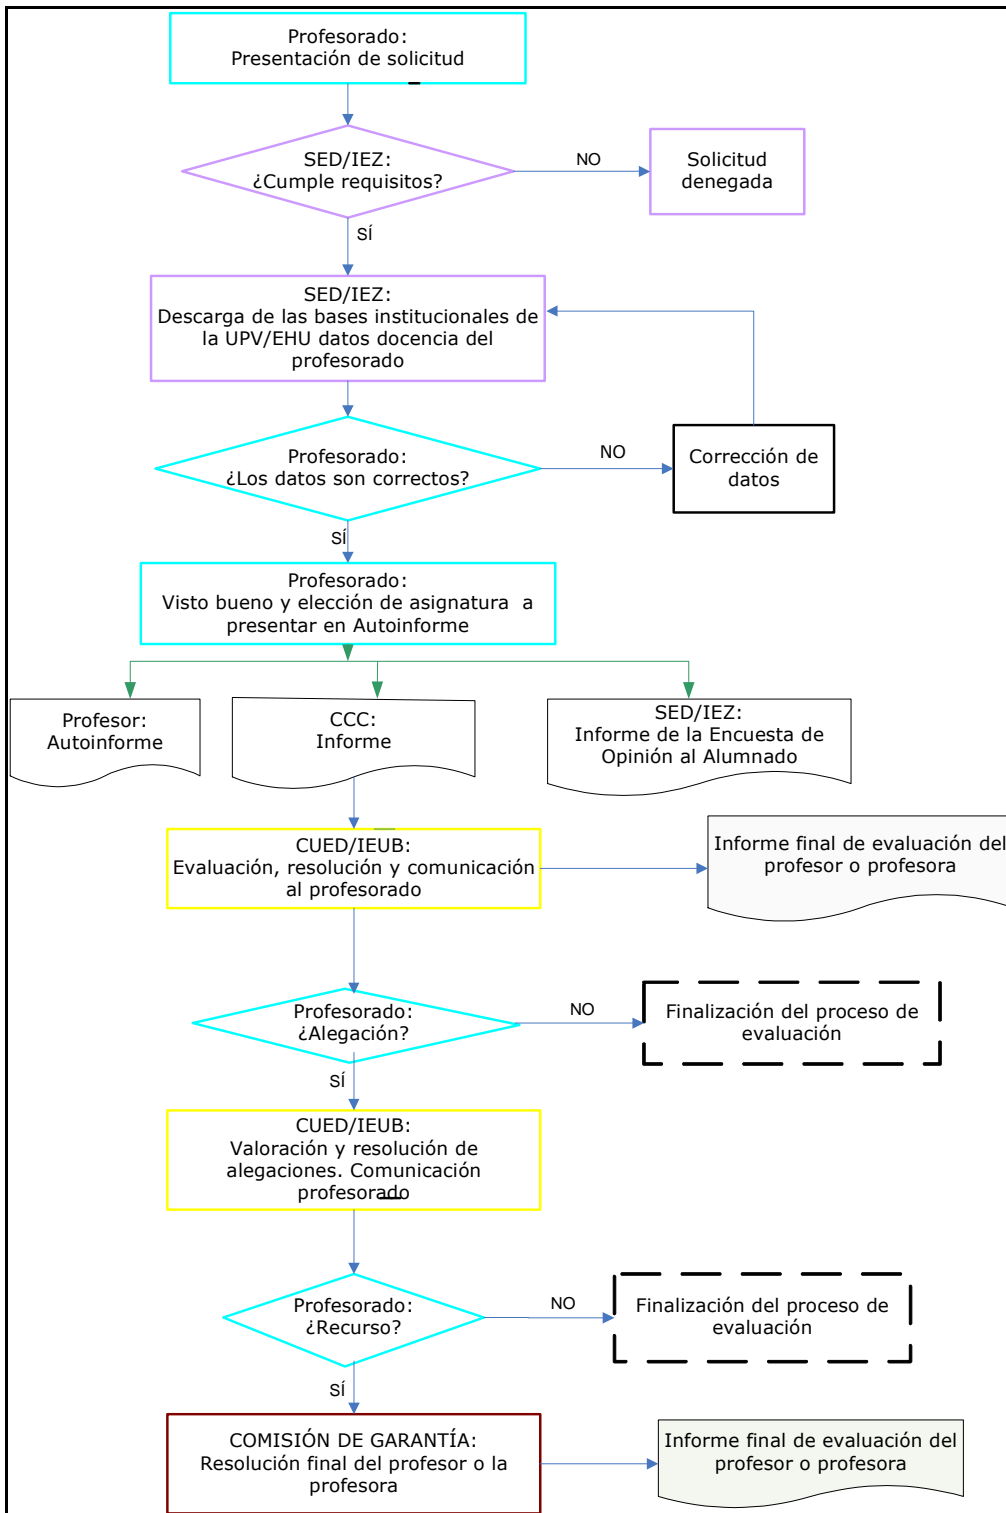 Profesorado:
Presentación de solicitud
SED/IEZ:
¿Cumple requisitos?
NO
Solicitud
denegada
SÍ
SED/IEZ:
Descarga de las bases institucionales de
la UPV/EHU datos docencia del
profesorado
Profesorado:
¿Los datos son correctos?
NO
Corrección de
datos
SÍ
Profesorado:
Visto bueno y elección de asignatura a
presentar en Autoinforme
Profesor:
Autoinforme
CCC:
Informe
SED/IEZ:
Informe de la Encuesta de
Opinión al Alumnado
CUED/IEUB:
Evaluación, resolución y comunicación
al profesorado
Informe final de evaluación del
profesor o profesora
Profesorado:
¿Alegación?
NO
Finalización del proceso de
evaluación
SÍ
CUED/IEUB:
Valoración y resolución de
alegaciones. Comunicación
profesorado
Profesorado:
¿Recurso?
NO
Finalización del proceso de
evaluación
SÍ
COMISIÓN DE GARANTÍA:
Resolución final del profesor o la
profesora
Informe final de evaluación del
profesor o profesora